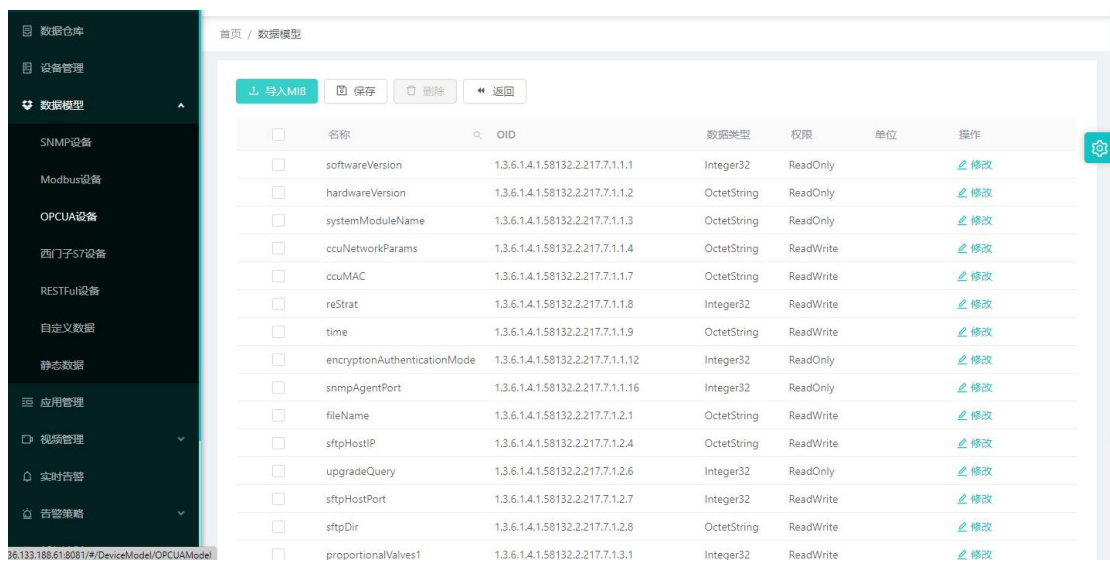 数据仓库
设备管理
数据模型
SNMP设备
Modbus设备
OPCUA设备
西门子S7设备
RESTFul设备
自定义数据
静态数据
应用管理
视频管理
实时告警
告警策略
36.133.188.61:8081/#/DeviceModel/OPCUAModel
首页 / 数据模型
导入MIB 保存 删除 返回
名称 OID 数据类型 权限 单位 操作
softwareVersion 1.3.6.1.4.1.58132.2.217.7.1.1.1 Integer32 ReadOnly 修改
hardwareVersion 1.3.6.1.4.1.58132.2.217.7.1.1.2 OctetString ReadOnly 修改
systemModuleName 1.3.6.1.4.1.58132.2.217.7.1.1.3 OctetString ReadOnly 修改
ccuNetworkParams 1.3.6.1.4.1.58132.2.217.7.1.1.4 OctetString ReadWrite 修改
ccuMAC 1.3.6.1.4.1.58132.2.217.7.1.1.7 OctetString ReadWrite 修改
reStrat 1.3.6.1.4.1.58132.2.217.7.1.1.8 Integer32 ReadWrite 修改
time 1.3.6.1.4.1.58132.2.217.7.1.1.9 OctetString ReadWrite 修改
encryptionAuthenticationMode 1.3.6.1.4.1.58132.2.217.7.1.1.12 Integer32 ReadOnly 修改
snmpAgentPort 1.3.6.1.4.1.58132.2.217.7.1.1.16 Integer32 ReadOnly 修改
fileName 1.3.6.1.4.1.58132.2.217.7.1.2.1 OctetString ReadWrite 修改
sftpHostIP 1.3.6.1.4.1.58132.2.217.7.1.2.4 OctetString ReadWrite 修改
upgradeQuery 1.3.6.1.4.1.58132.2.217.7.1.2.6 Integer32 ReadOnly 修改
sftpHostPort 1.3.6.1.4.1.58132.2.217.7.1.2.7 Integer32 ReadWrite 修改
sftpDir 1.3.6.1.4.1.58132.2.217.7.1.2.8 OctetString ReadWrite 修改
proportionalValves1 1.3.6.1.4.1.58132.2.217.7.1.3.1 Integer32 ReadWrite 修改